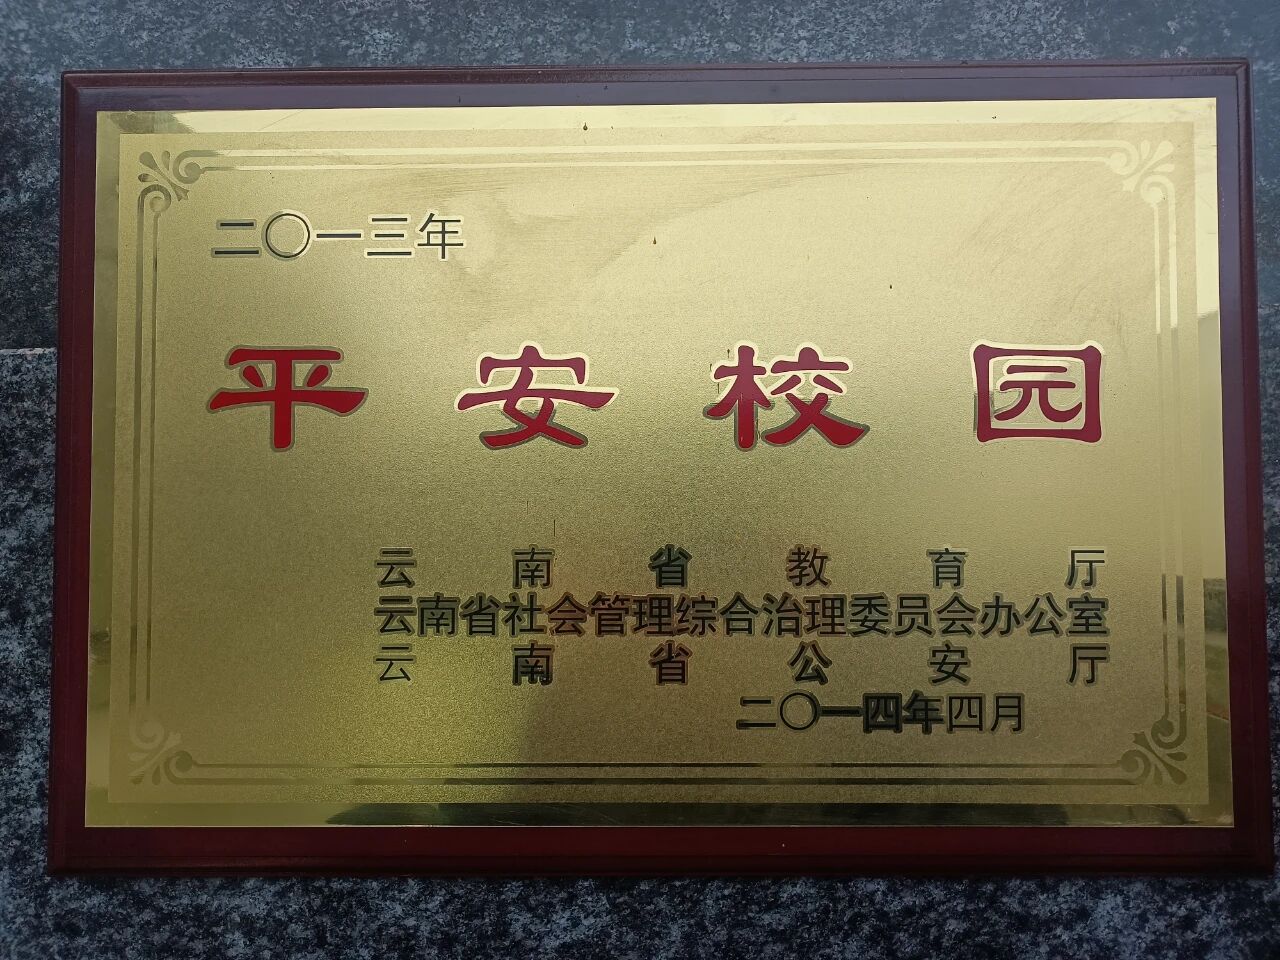 二〇一三年
平安校园
云南省教育厅
云南省社会管理综合治理委员会办公室
云南省公安厅
二〇一四年四月